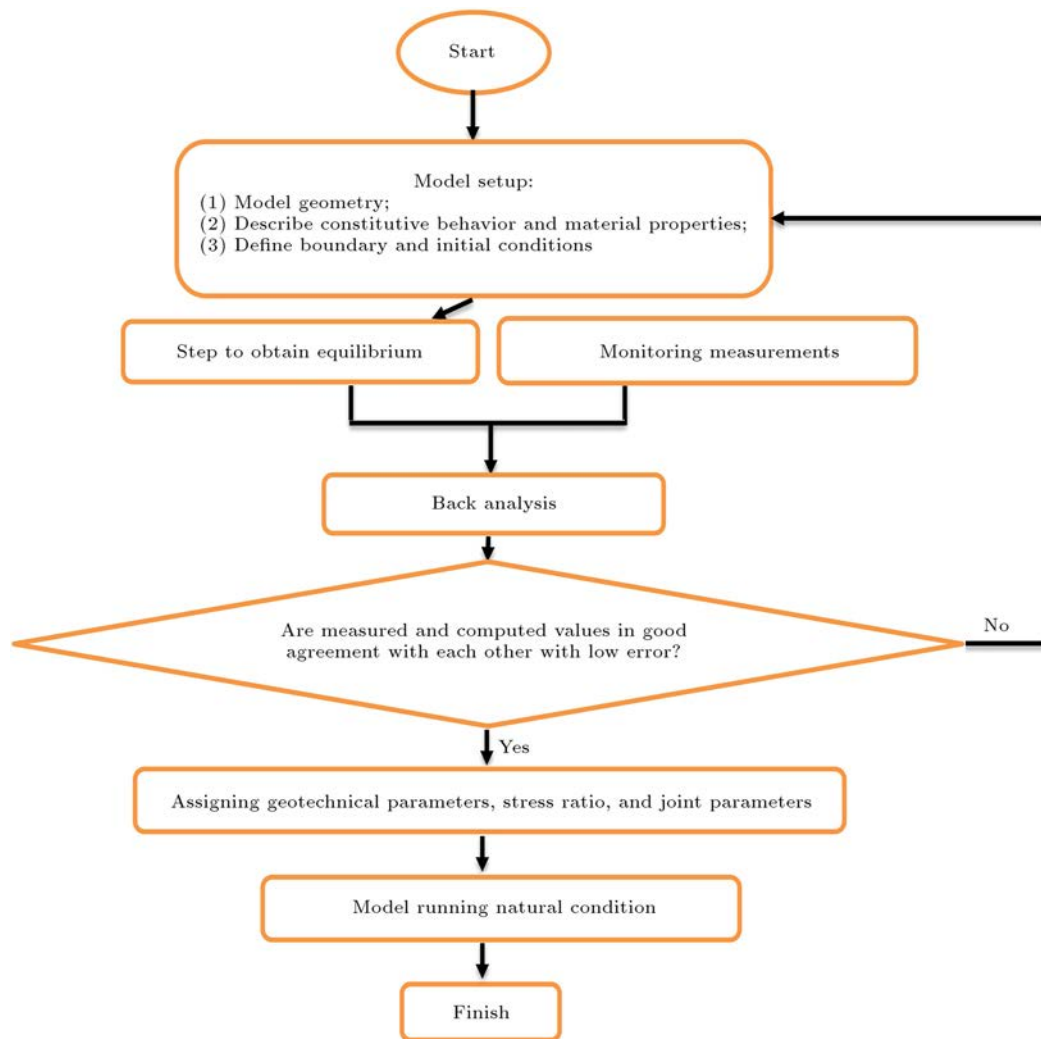 Start
Model setup:
(1) Model geometry;
(2) Describe constitutive behavior and material properties;
(3) Define boundary and initial conditions
Step to obtain equilibrium
Monitoring measurements
Back analysis
Are measured and computed values in good
agreement with each other with low error?
No
Yes
Assigning geotechnical parameters, stress ratio, and joint parameters
Model running natural condition
Finish